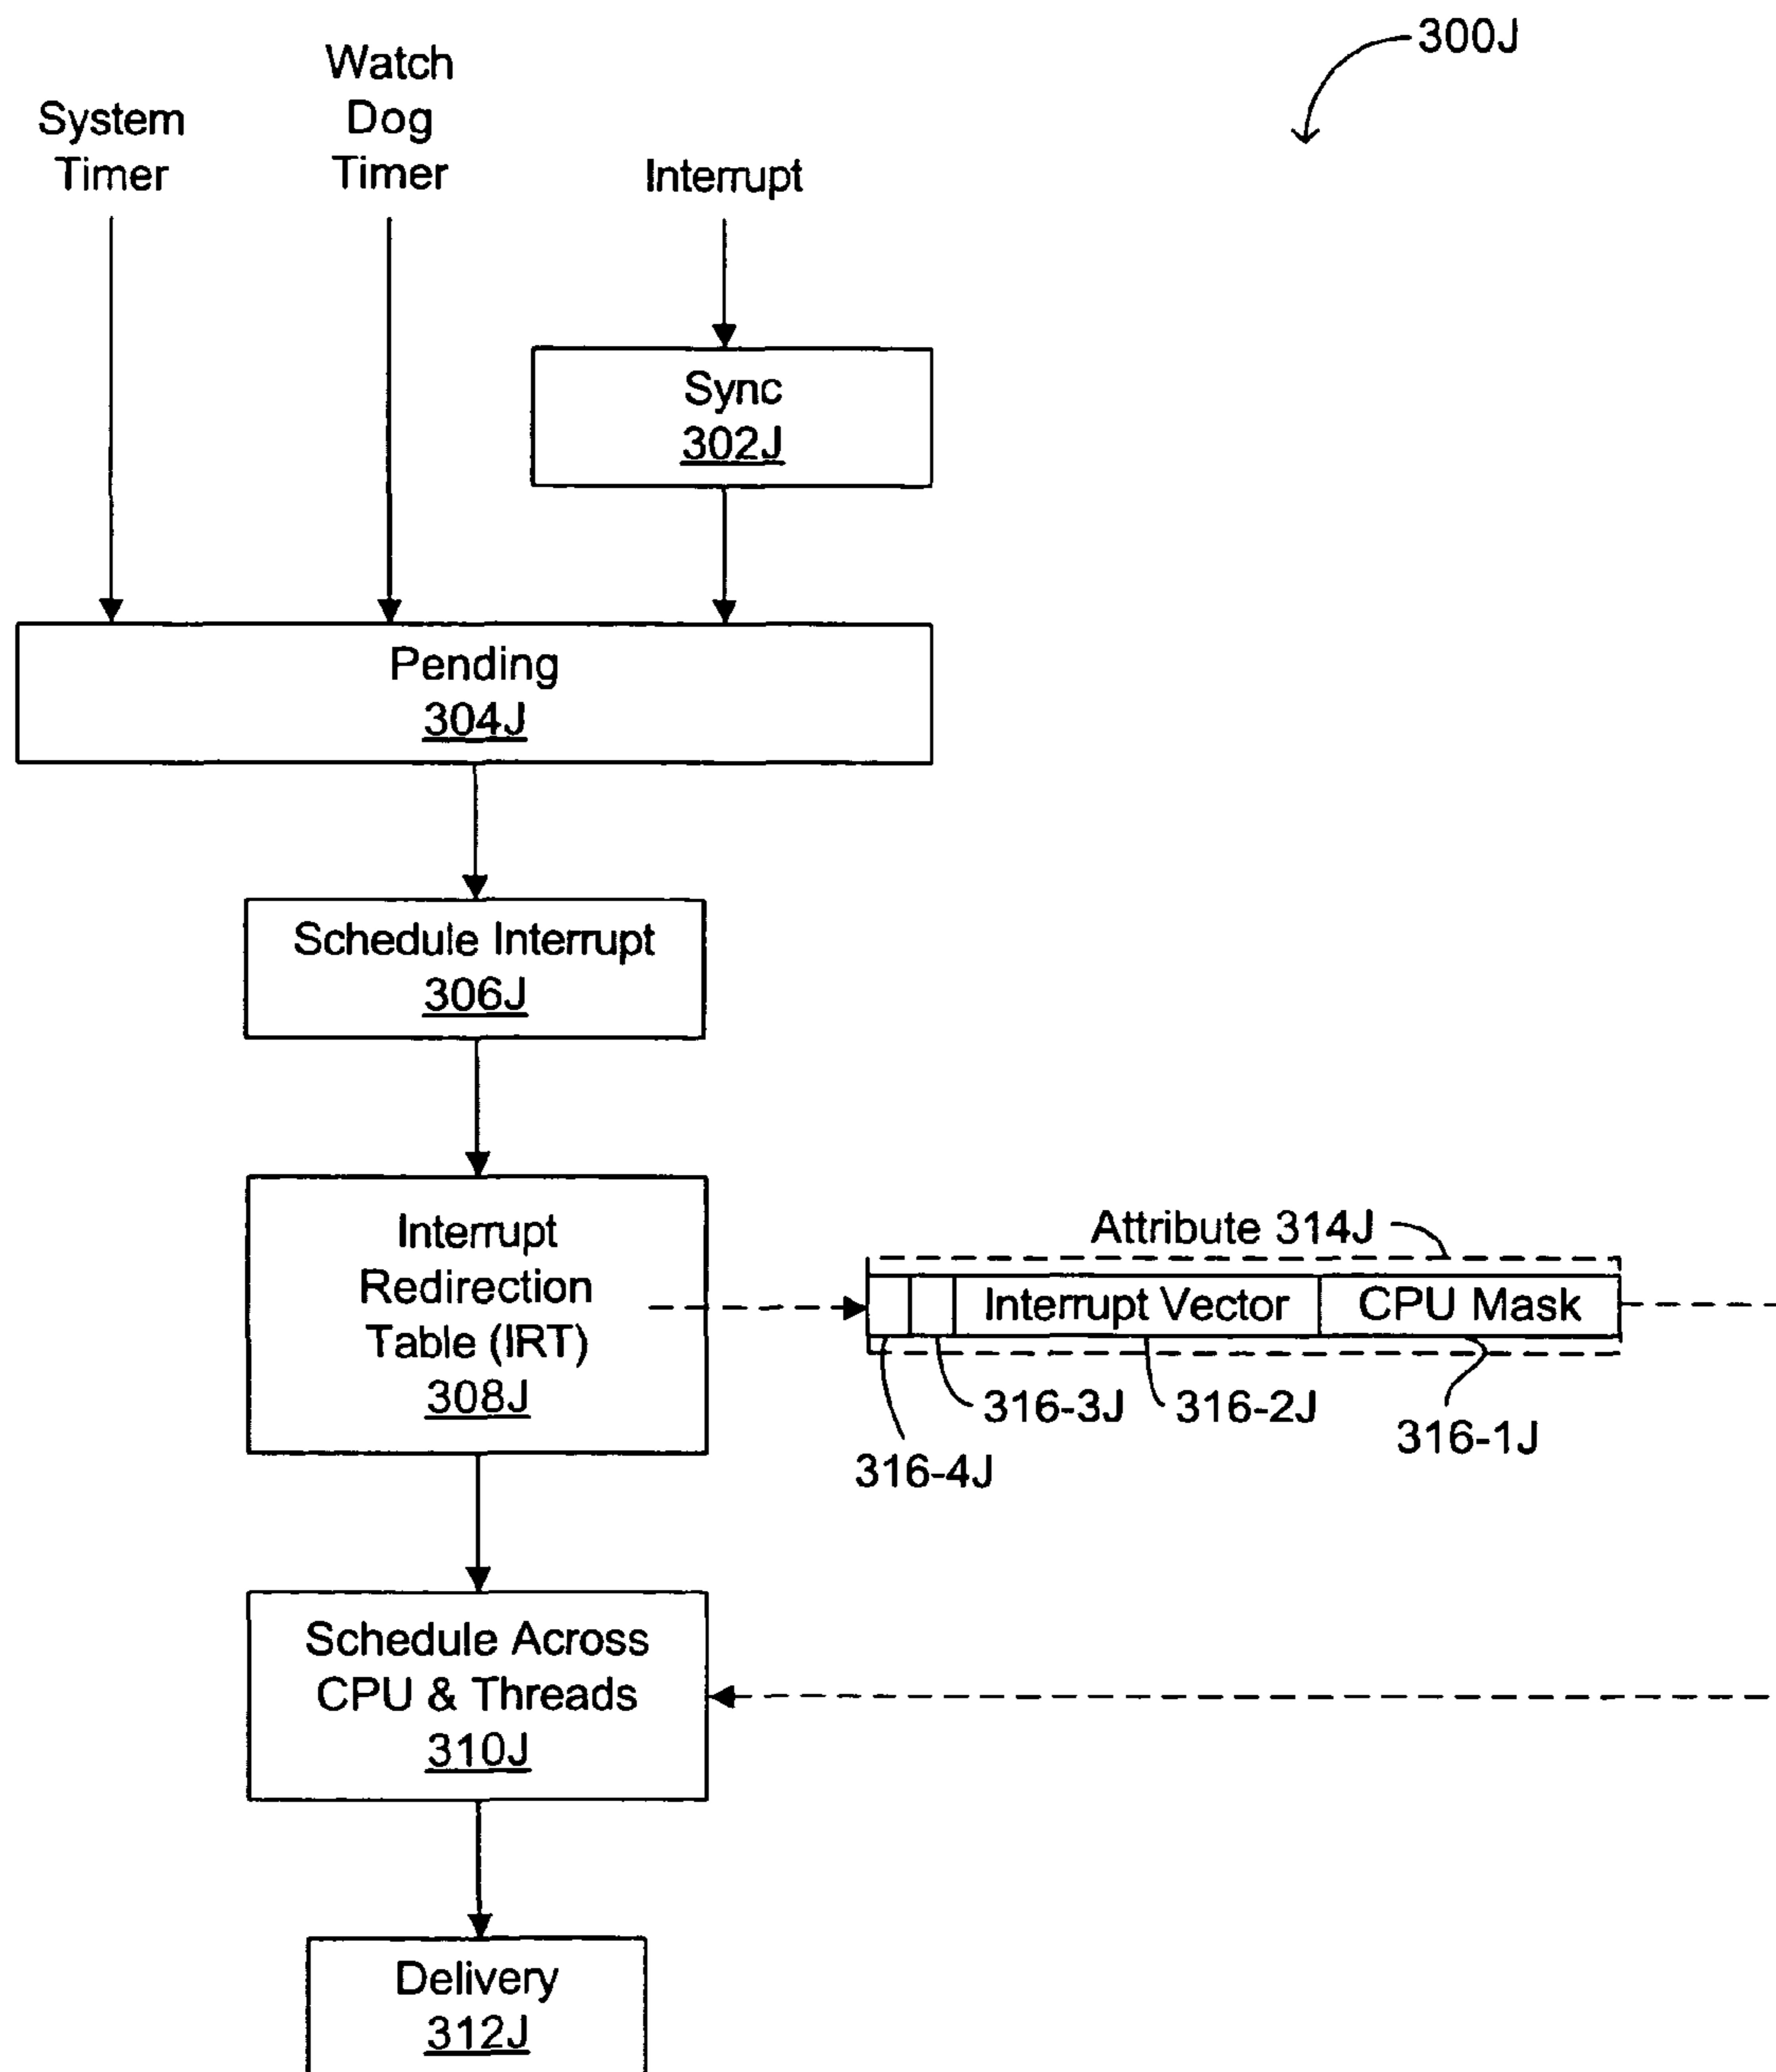 300J
System
Timer
Watch
Dog
Timer
Interrupt
Sync
302J
Pending
304J
Schedule Interrupt
306J
Interrupt
Redirection
Table (IRT)
308J
Attribute 314J
Interrupt Vector
CPU Mask
316-4J
316-3J
316-2J
316-1J
Schedule Across
CPU & Threads
310J
Delivery
312J